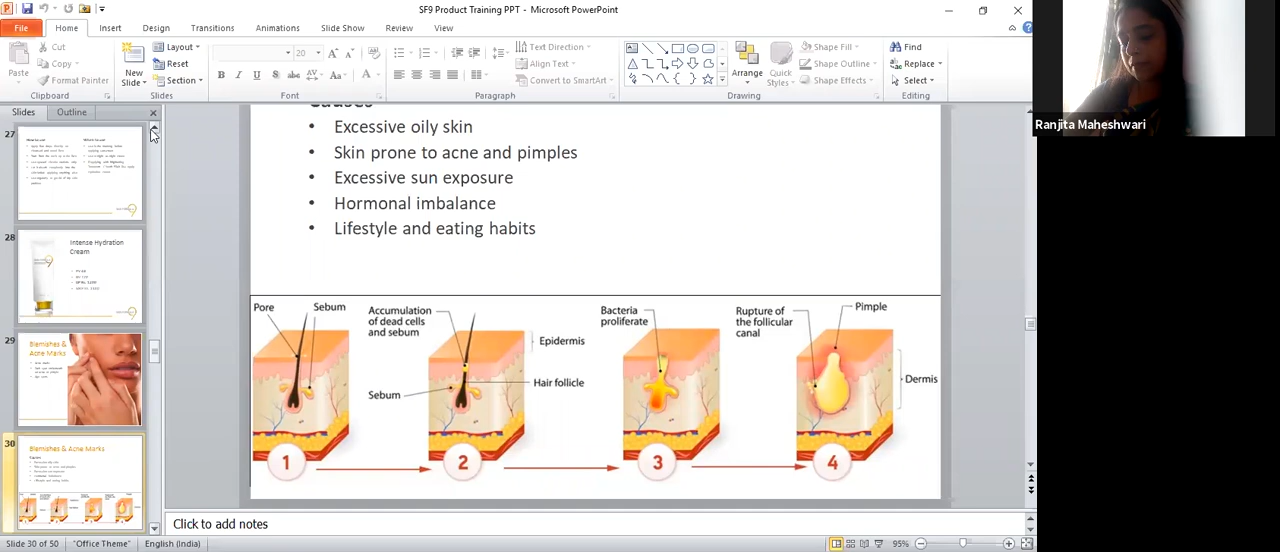 SF9 Product Training PPT - Microsoft PowerPoint
File Home Insert Design Transitions Animations Slide Show Review View
Paste
Cut
Copy
Format Painter
Clipboard
New
Slide
Layout
Reset
Section
Slides
20
Font
Text Direction
Align Text
Convert to SmartArt
Paragraph
Arrange
Quick
Styles
Shape Fill
Shape Outline
Shape Effects
Drawing
Find
Replace
Select
Editing
Ranjita Maheshwari
Slides Outline
27
28
Intense Hydration
Cream
29
Blemishes &
Acne Marks
30
Blemishes & Acne Marks
Causes
• Excessive oily skin
• Skin prone to acne and pimples
• Excessive sun exposure
• Hormonal imbalance
• Lifestyle and eating habits
Pore
Sebum
Accumulation
of dead cells
and sebum
Sebum
Epidermis
Hair follicle
Bacteria
proliferate
Rupture of
the follicular
canal
Pimple
Dermis
1 2 3 4
Click to add notes
Slide 30 of 50 "Office Theme" English (India) 95%